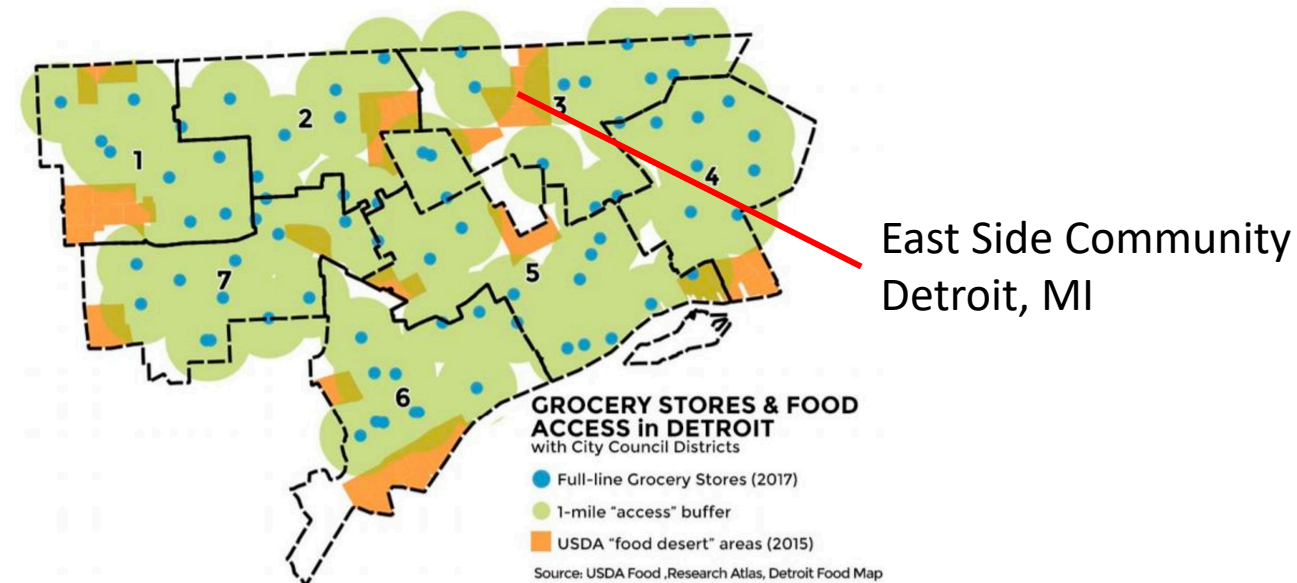 1
2
3
4
5
6
7
East Side Community
Detroit, MI
GROCERY STORES & FOOD
ACCESS in DETROIT
with City Council Districts
Full-line Grocery Stores (2017)
1-mile "access" buffer
USDA "food desert" areas (2015)
Source: USDA Food ,Research Atlas, Detroit Food Map